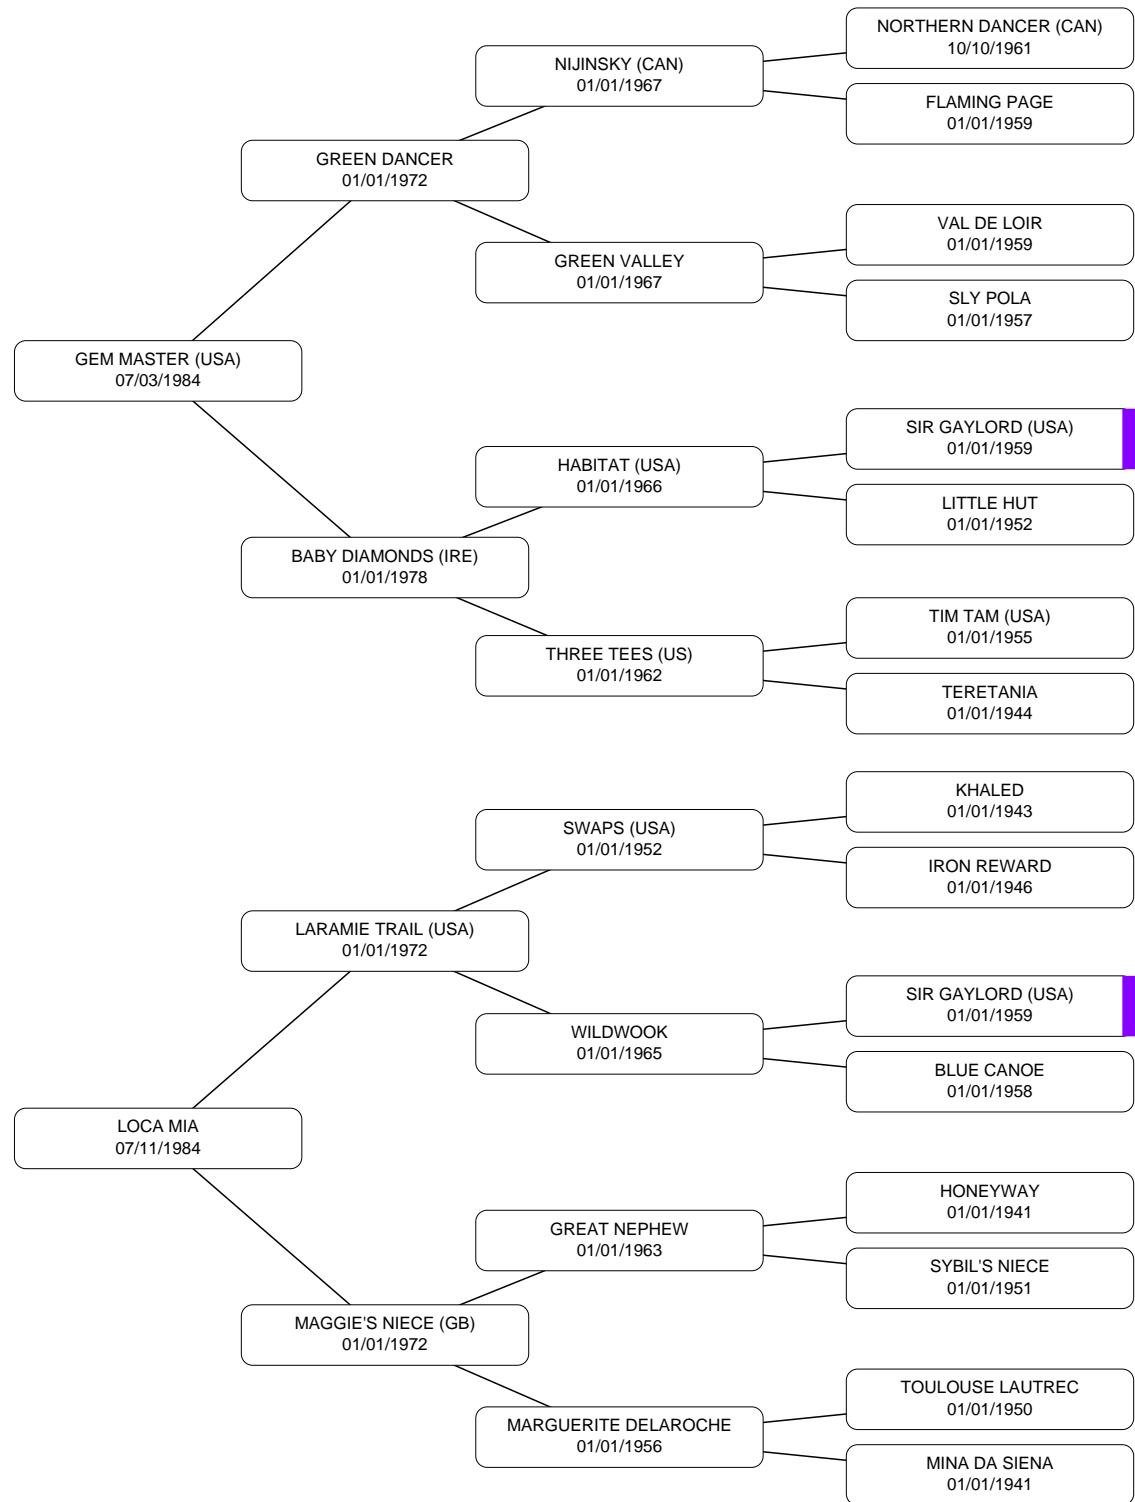 NORTHERN DANCER (CAN)
10/10/1961
NIJINSKY (CAN)
01/01/1967
FLAMING PAGE
01/01/1959
GREEN DANCER
01/01/1972
VAL DE LOIR
01/01/1959
GREEN VALLEY
01/01/1967
SLY POLA
01/01/1957
GEM MASTER (USA)
07/03/1984
SIR GAYLORD (USA)
01/01/1959
HABITAT (USA)
01/01/1966
LITTLE HUT
01/01/1952
BABY DIAMONDS (IRE)
01/01/1978
TIM TAM (USA)
01/01/1955
THREE TEES (US)
01/01/1962
TERETANIA
01/01/1944
KHALED
01/01/1943
SWAPS (USA)
01/01/1952
IRON REWARD
01/01/1946
LARAMIE TRAIL (USA)
01/01/1972
SIR GAYLORD (USA)
01/01/1959
WILDWOOK
01/01/1965
BLUE CANOE
01/01/1958
LOCA MIA
07/11/1984
HONEYWAY
01/01/1941
GREAT NEPHEW
01/01/1963
SYBIL'S NIECE
01/01/1951
MAGGIE'S NIECE (GB)
01/01/1972
TOULOUSE LAUTREC
01/01/1950
MARGUERITE DELAROCHE
01/01/1956
MINA DA SIENA
01/01/1941